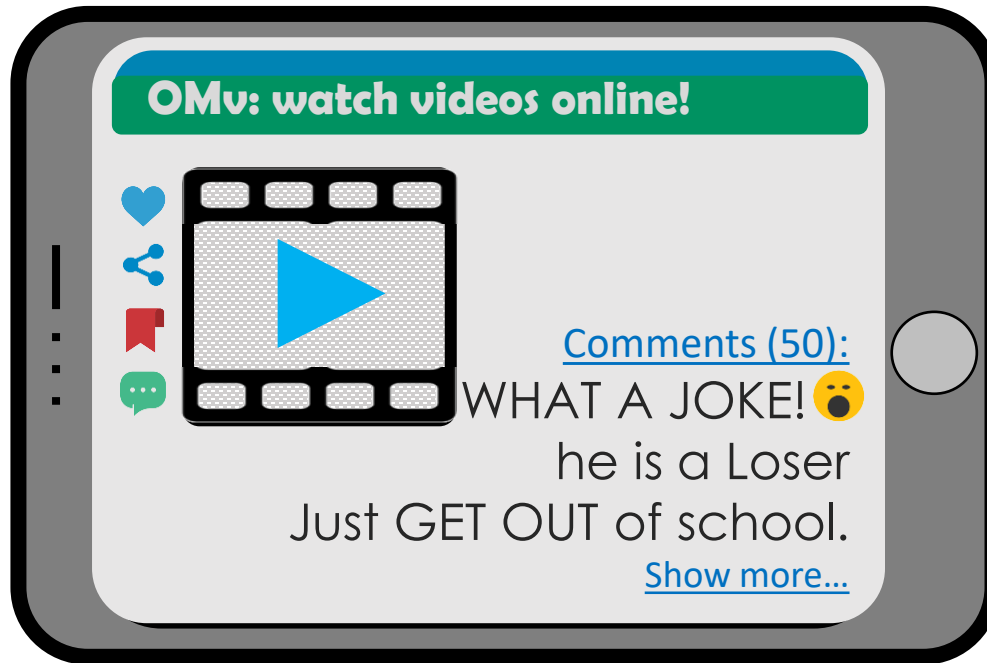 OMv: watch videos online!
Comments (50):
WHAT A JOKE!😮
he is a Loser
Just GET OUT of school.
Show more...